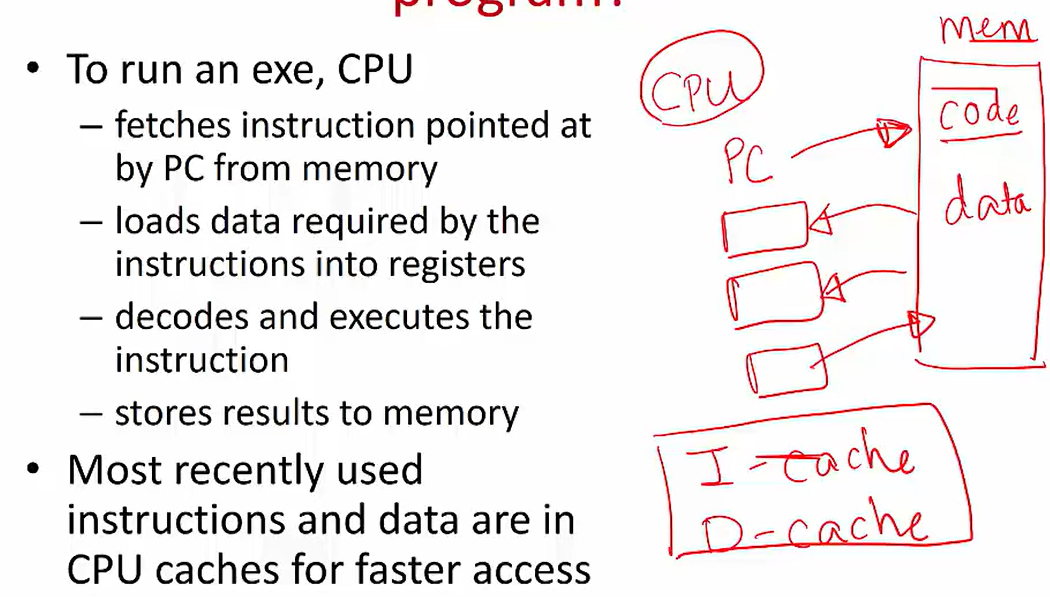 program?
• To run an exe, CPU
– fetches instruction pointed at
by PC from memory
– loads data required by the
instructions into registers
– decodes and executes the
instruction
– stores results to memory
• Most recently used
instructions and data are in
CPU caches for faster access
mem
CPU
code
PC
data
I - cache
D - cache